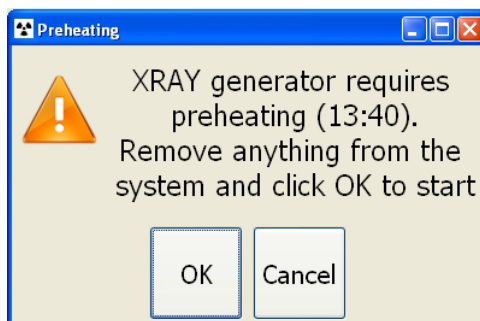 Preheating
XRAY generator requires
preheating (13:40).
Remove anything from the
system and click OK to start
OK
Cancel